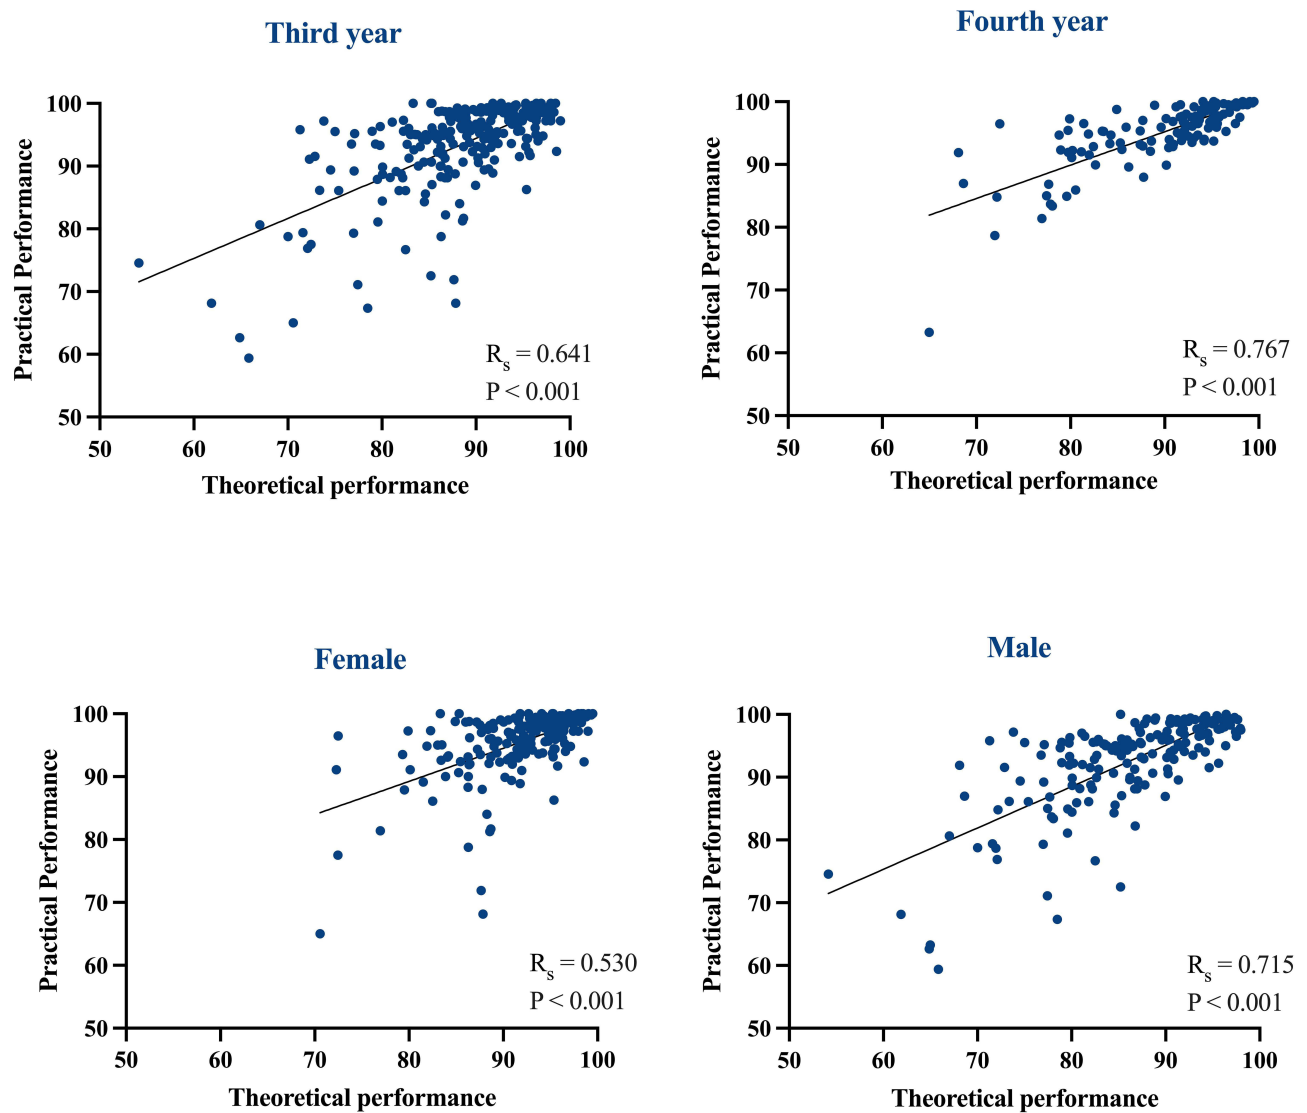 Third year
Practical Performance
100
90
80
70
60
50
R_s = 0.641
P < 0.001
50 60 70 80 90 100
Theoretical performance
Fourth year
Practical Performance
100
90
80
70
60
50
R_s = 0.767
P < 0.001
50 60 70 80 90 100
Theoretical performance
Female
Practical Performance
100
90
80
70
60
50
R_s = 0.530
P < 0.001
50 60 70 80 90 100
Theoretical performance
Male
Practical Performance
100
90
80
70
60
50
R_s = 0.715
P < 0.001
50 60 70 80 90 100
Theoretical performance